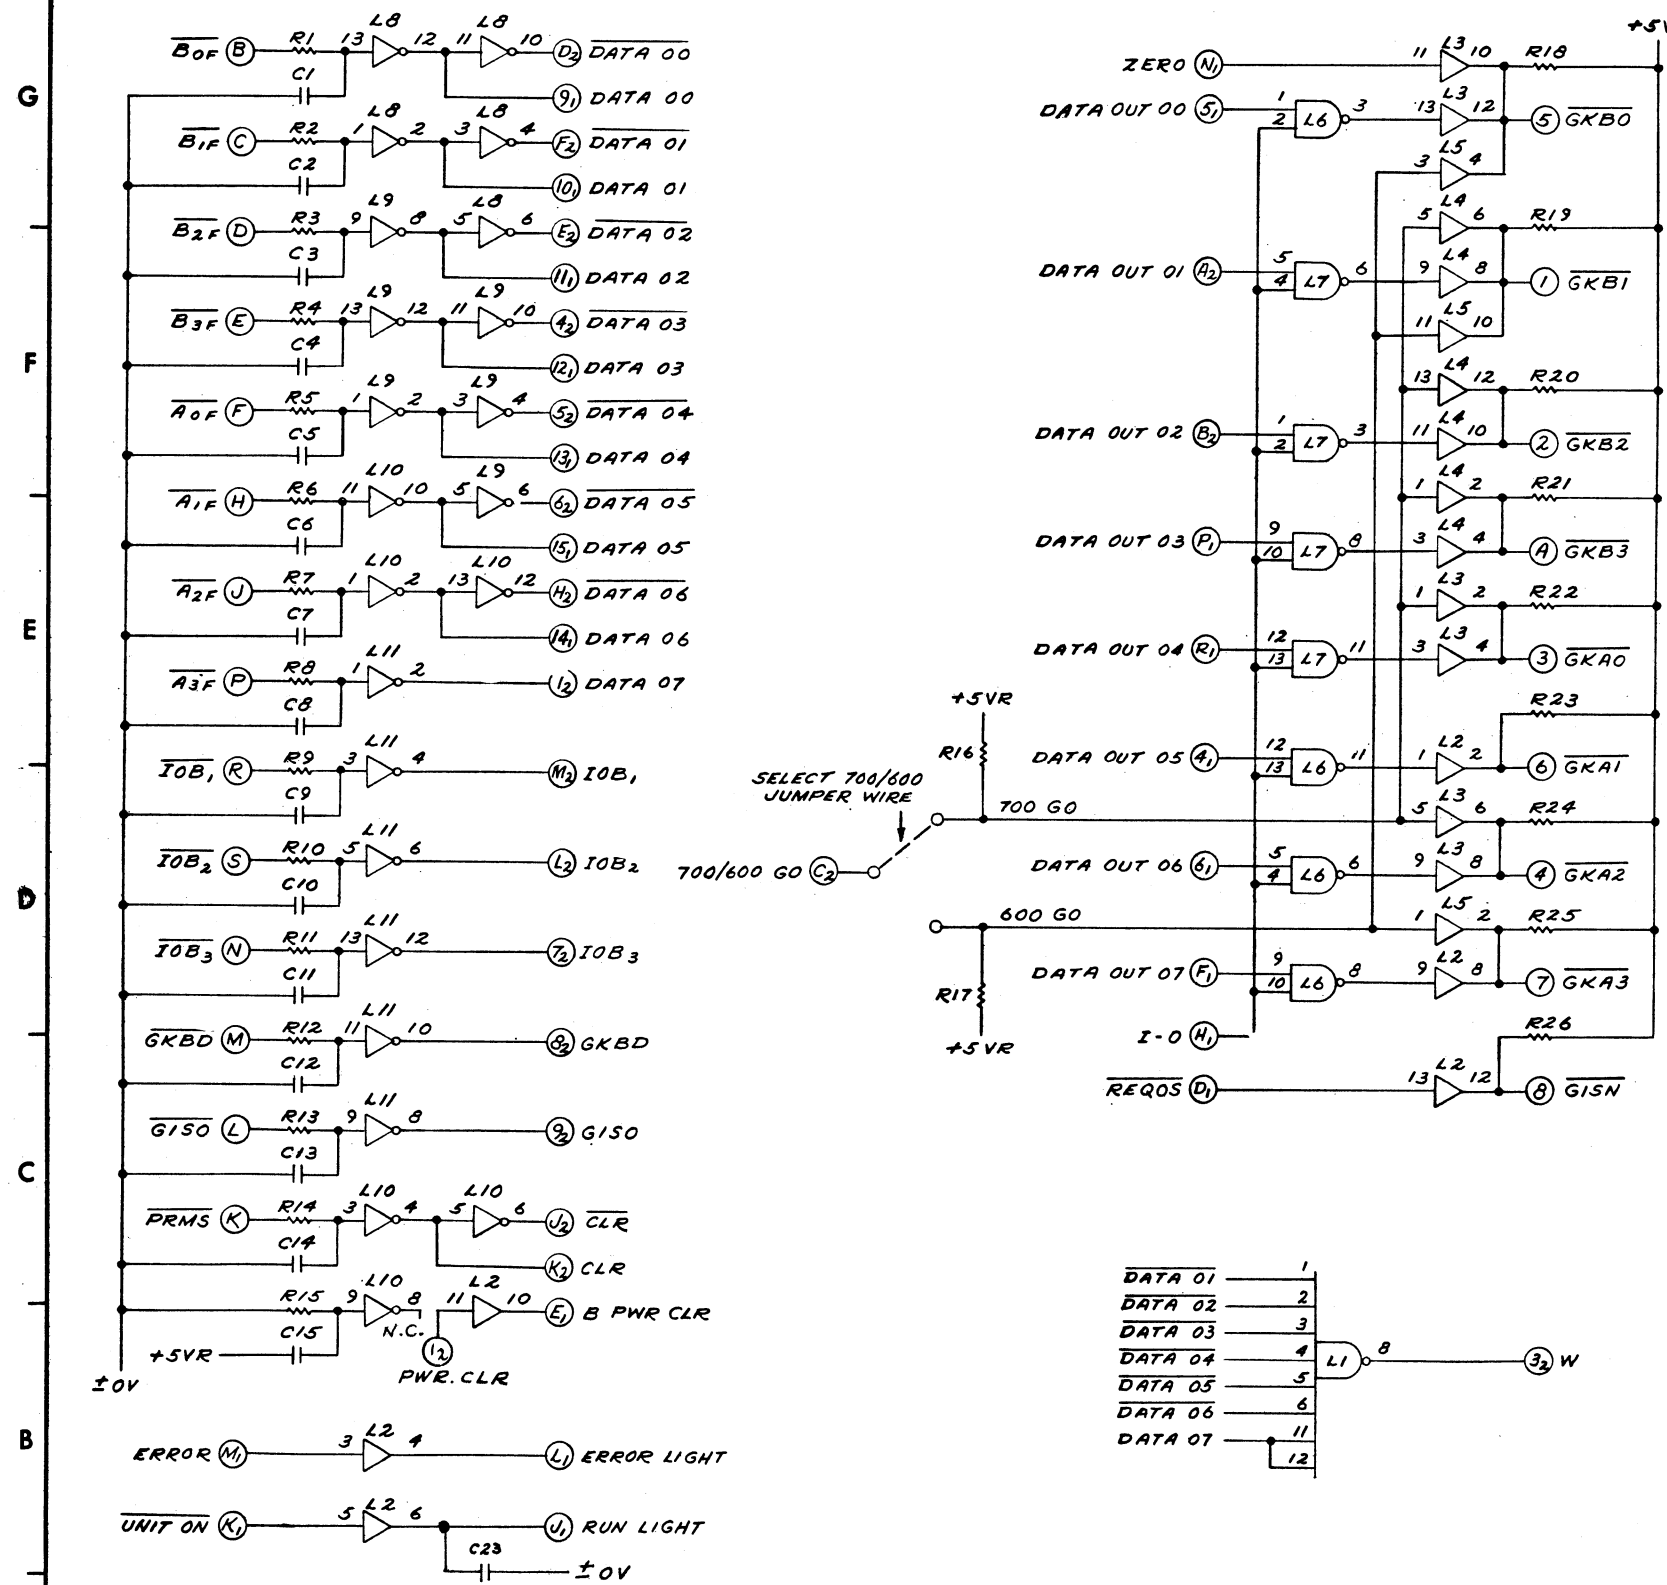 G
B0F B R1 13 L8 12 11 L8 10 D2 DATA 00
C1 91 DATA 00
B1F C R2 1 L8 2 3 L8 4 F2 DATA 01
C2 101 DATA 01
B2F D R3 9 L9 8 5 L8 6 E2 DATA 02
C3 111 DATA 02
F
B3F E R4 13 L9 12 11 L9 10 42 DATA 03
C4 121 DATA 03
A0F F R5 1 L9 2 3 L9 4 52 DATA 04
C5 131 DATA 04
A1F H R6 11 L10 10 5 L9 6 62 DATA 05
C6 151 DATA 05
E
A2F J R7 1 L10 2 13 L10 12 H2 DATA 06
C7 141 DATA 06
A3F P R8 1 L11 2 12 DATA 07
C8
IOB1 R R9 3 L11 4 M2 IOB1
C9
D
IOB2 S R10 5 L11 6 L2 IOB2
C10
IOB3 N R11 13 L11 12 72 IOB3
C11
GKBD M R12 11 L11 10 82 GKBD
C12
C
GISO L R13 9 L11 8 92 GISO
C13
PRMS K R14 3 L10 4 5 L10 6 J2 CLR
C14 K2 CLR
R15 9 L10 8 N.C. 11 L2 10 E1 B PWR CLR
+5VR C15 12
PWR. CLR
± 0V
B
ERROR M1 3 L2 4 L1 ERROR LIGHT
UNIT ON K1 5 L2 6 J1 RUN LIGHT
C23 ± 0V
+5V
ZERO N1 11 L3 10 R18
DATA OUT 00 51 1 2 L6 3 13 L3 12 5 GKB0
3 L5 4
5 L4 6 R19
DATA OUT 01 A2 5 4 L7 6 9 L4 8 1 GKB1
11 L5 10
13 L4 12 R20
DATA OUT 02 B2 1 2 L7 3 11 L4 10 2 GKB2
1 L4 2 R21
DATA OUT 03 P1 9 10 L7 8 3 L4 4 A GKB3
1 L3 2 R22
DATA OUT 04 R1 12 13 L7 11 3 L3 4 3 GKA0
R23
DATA OUT 05 41 12 13 L6 11 1 L2 2 6 GKA1
+5VR
R16
SELECT 700/600
JUMPER WIRE
700 GO 5 L3 6 R24
700/600 GO C2
DATA OUT 06 61 5 4 L6 6 9 L3 8 4 GKA2
600 GO 1 L5 2 R25
DATA OUT 07 F1 9 10 L6 8 9 L2 8 7 GKA3
R17
+5VR
I-O H1 R26
REQOS D1 13 L2 12 8 GISN
DATA 01 1
DATA 02 2
DATA 03 3
DATA 04 4 L1 8 32 W
DATA 05 5
DATA 06 6
DATA 07 11
12